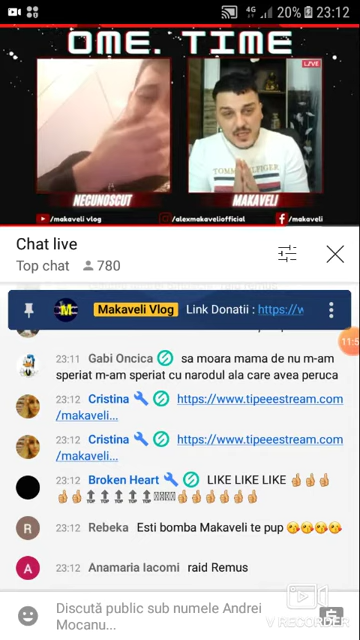 4G 20% 23:12
OME. TIME
LIVE
TOMMY HILFIGER
NECUNOSCUT
MAKAVELI
/makaveli vlog
/alexmakaveliofficial
/makaveli
Chat live
Top chat 780
Makaveli Vlog Link Donatii : https://w
11:5
23:11 Gabi Oncica sa moara mama de nu m-am
speriat m-am speriat cu narodul ala care avea peruca
23:12 Cristina https://www.tipeeestream.com
/makaveli...
23:12 Cristina https://www.tipeeestream.com
/makaveli...
23:12 Broken Heart LIKE LIKE LIKE 👍👍👍
23:12 Rebeka Esti bomba Makaveli te pup 😘😘😘😘
23:12 Anamaria Iacomi raid Remus
Discută public sub numele Andrei
Mocanu...
V RECORDER